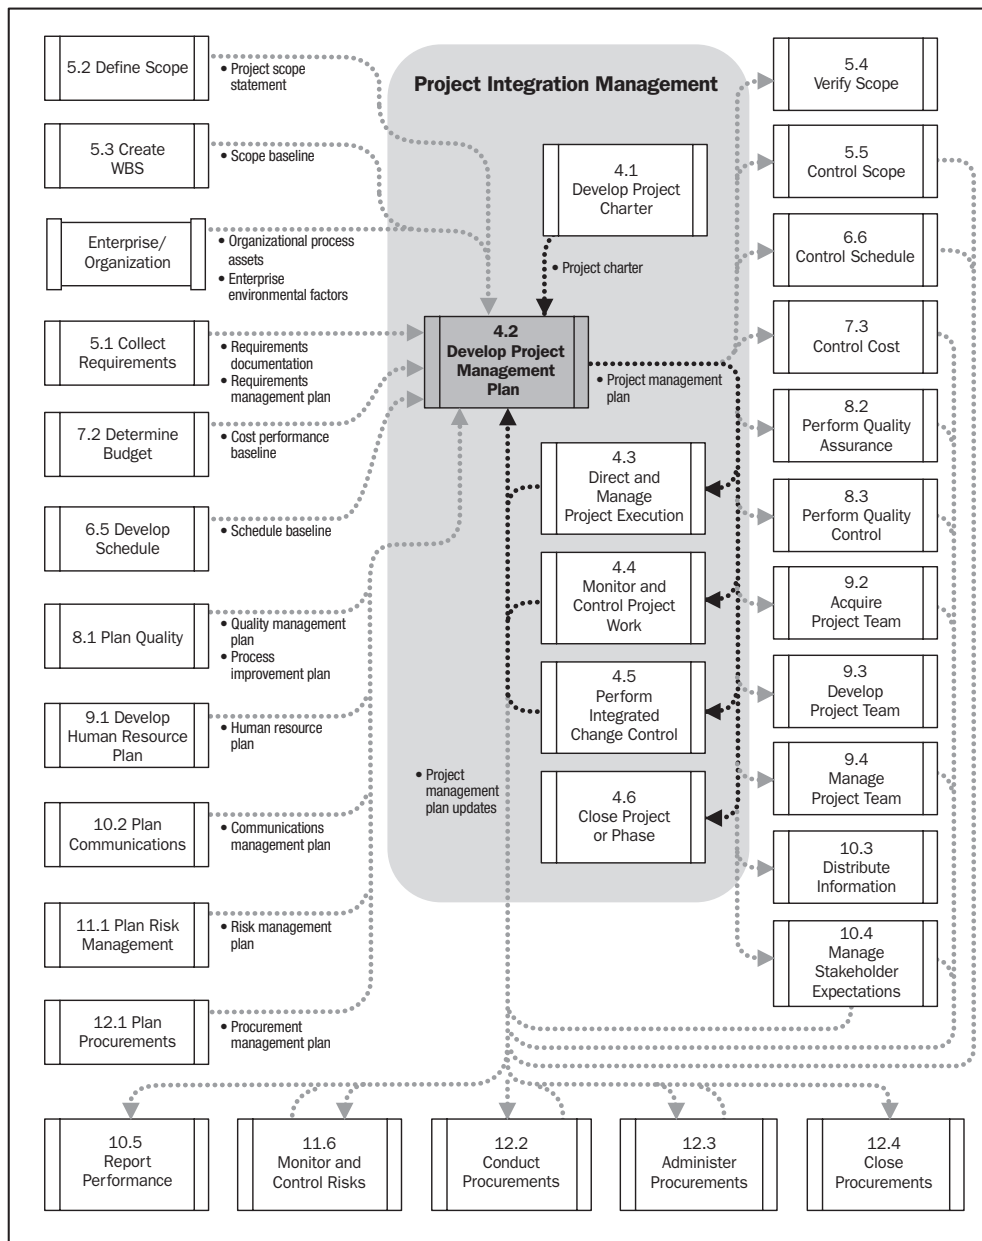 Project Integration Management
5.2 Define Scope
• Project scope
statement
5.3 Create
WBS
• Scope baseline
Enterprise/
Organization
• Organizational process
assets
• Enterprise
environmental factors
5.1 Collect
Requirements
• Requirements
documentation
• Requirements
management plan
7.2 Determine
Budget
• Cost performance
baseline
6.5 Develop
Schedule
• Schedule baseline
8.1 Plan Quality
• Quality management
plan
• Process
improvement plan
9.1 Develop
Human Resource
Plan
• Human resource
plan
10.2 Plan
Communications
• Communications
management plan
11.1 Plan Risk
Management
• Risk management
plan
12.1 Plan
Procurements
• Procurement
management plan
4.1
Develop Project
Charter
• Project charter
4.2
Develop Project
Management
Plan
• Project management
plan
4.3
Direct and
Manage
Project Execution
4.4
Monitor and
Control Project
Work
4.5
Perform
Integrated
Change Control
• Project
management
plan updates
4.6
Close Project
or Phase
5.4
Verify Scope
5.5
Control Scope
6.6
Control Schedule
7.3
Control Cost
8.2
Perform Quality
Assurance
8.3
Perform Quality
Control
9.2
Acquire
Project Team
9.3
Develop
Project Team
9.4
Manage
Project Team
10.3
Distribute
Information
10.4
Manage
Stakeholder
Expectations
10.5
Report
Performance
11.6
Monitor and
Control Risks
12.2
Conduct
Procurements
12.3
Administer
Procurements
12.4
Close
Procurements